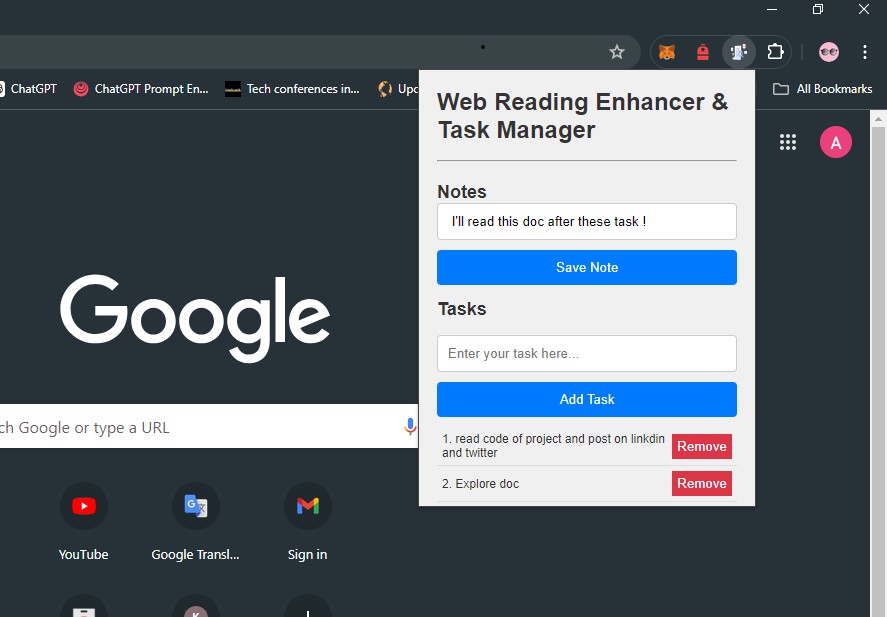 ChatGPT
ChatGPT Prompt En...
Tech conferences in...
Upc
All Bookmarks
Web Reading Enhancer &
Task Manager
A
Notes
I'll read this doc after these task !
Save Note
Tasks
Enter your task here...
Add Task
1. read code of project and post on linkdin
and twitter
Remove
2. Explore doc
Remove
Google
ch Google or type a URL
YouTube
Google Transl...
Sign in
K